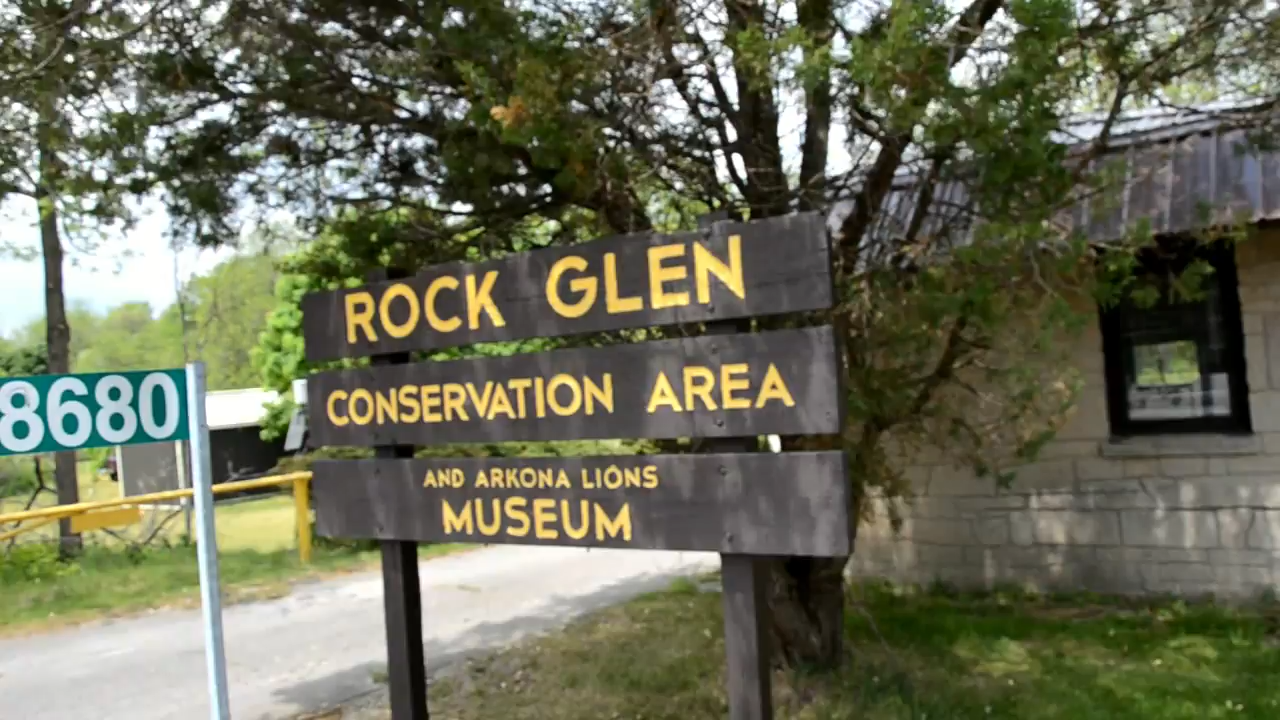 ROCK GLEN
CONSERVATION AREA
AND ARKONA LIONS
MUSEUM
8680